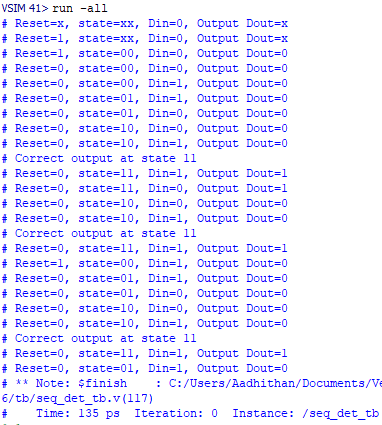 VSIM 41> run -all
# Reset=x, state=xx, Din=0, Output Dout=x
# Reset=1, state=xx, Din=0, Output Dout=x
# Reset=1, state=00, Din=0, Output Dout=0
# Reset=0, state=00, Din=0, Output Dout=0
# Reset=0, state=00, Din=1, Output Dout=0
# Reset=0, state=01, Din=1, Output Dout=0
# Reset=0, state=01, Din=0, Output Dout=0
# Reset=0, state=10, Din=0, Output Dout=0
# Reset=0, state=10, Din=1, Output Dout=0
# Correct output at state 11
# Reset=0, state=11, Din=1, Output Dout=1
# Reset=0, state=11, Din=0, Output Dout=1
# Reset=0, state=10, Din=0, Output Dout=0
# Reset=0, state=10, Din=1, Output Dout=0
# Correct output at state 11
# Reset=0, state=11, Din=1, Output Dout=1
# Reset=1, state=00, Din=1, Output Dout=0
# Reset=0, state=01, Din=1, Output Dout=0
# Reset=0, state=01, Din=0, Output Dout=0
# Reset=0, state=10, Din=0, Output Dout=0
# Reset=0, state=10, Din=1, Output Dout=0
# Correct output at state 11
# Reset=0, state=11, Din=1, Output Dout=1
# Reset=0, state=01, Din=1, Output Dout=0
# ** Note: $finish    : C:/Users/Aadhithan/Documents/Ve
6/tb/seq_det_tb.v(117)
#    Time: 135 ps  Iteration: 0  Instance: /seq_det_tb